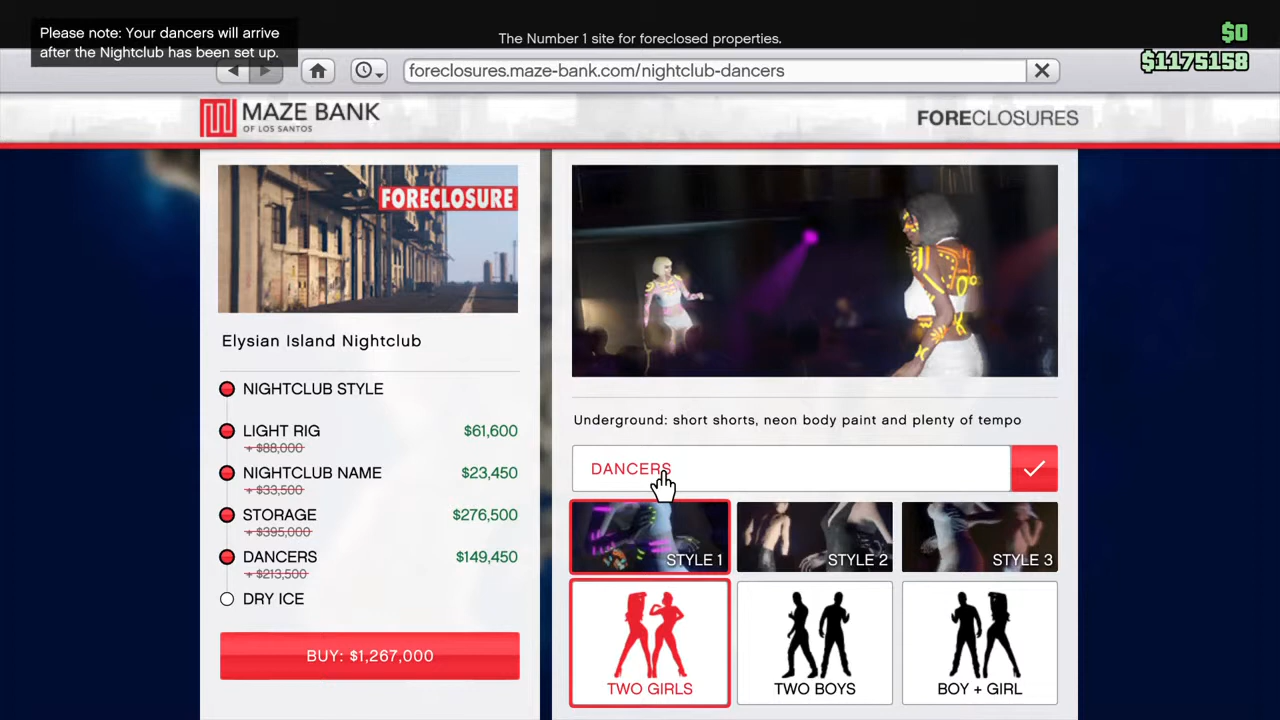 Please note: Your dancers will arrive
after the Nightclub has been set up.
The Number 1 site for foreclosed properties.
$0
$1175158
foreclosures.maze-bank.com/nightclub-dancers
MAZE BANK
OF LOS SANTOS
FORECLOSURES
FORECLOSURE
Elysian Island Nightclub
NIGHTCLUB STYLE
LIGHT RIG $61,600
+ $88,000
NIGHTCLUB NAME $23,450
+ $33,500
STORAGE $276,500
+ $395,000
DANCERS $149,450
+ $213,500
DRY ICE
BUY: $1,267,000
Underground: short shorts, neon body paint and plenty of tempo
DANCERS
STYLE 1
STYLE 2
STYLE 3
TWO GIRLS
TWO BOYS
BOY + GIRL